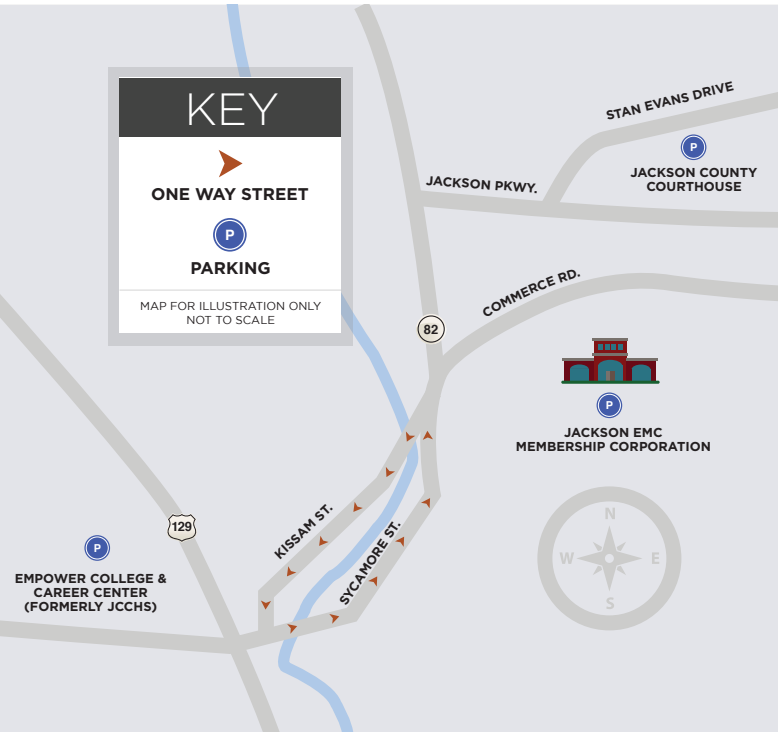 KEY
ONE WAY STREET
P
PARKING
MAP FOR ILLUSTRATION ONLY
NOT TO SCALE
STAN EVANS DRIVE
P
JACKSON COUNTY
COURTHOUSE
JACKSON PKWY.
COMMERCE RD.
82
P
JACKSON EMC
MEMBERSHIP CORPORATION
KISSAM ST.
SYCAMORE ST.
129
P
EMPOWER COLLEGE &
CAREER CENTER
(FORMERLY JCCHS)
N
W E
S